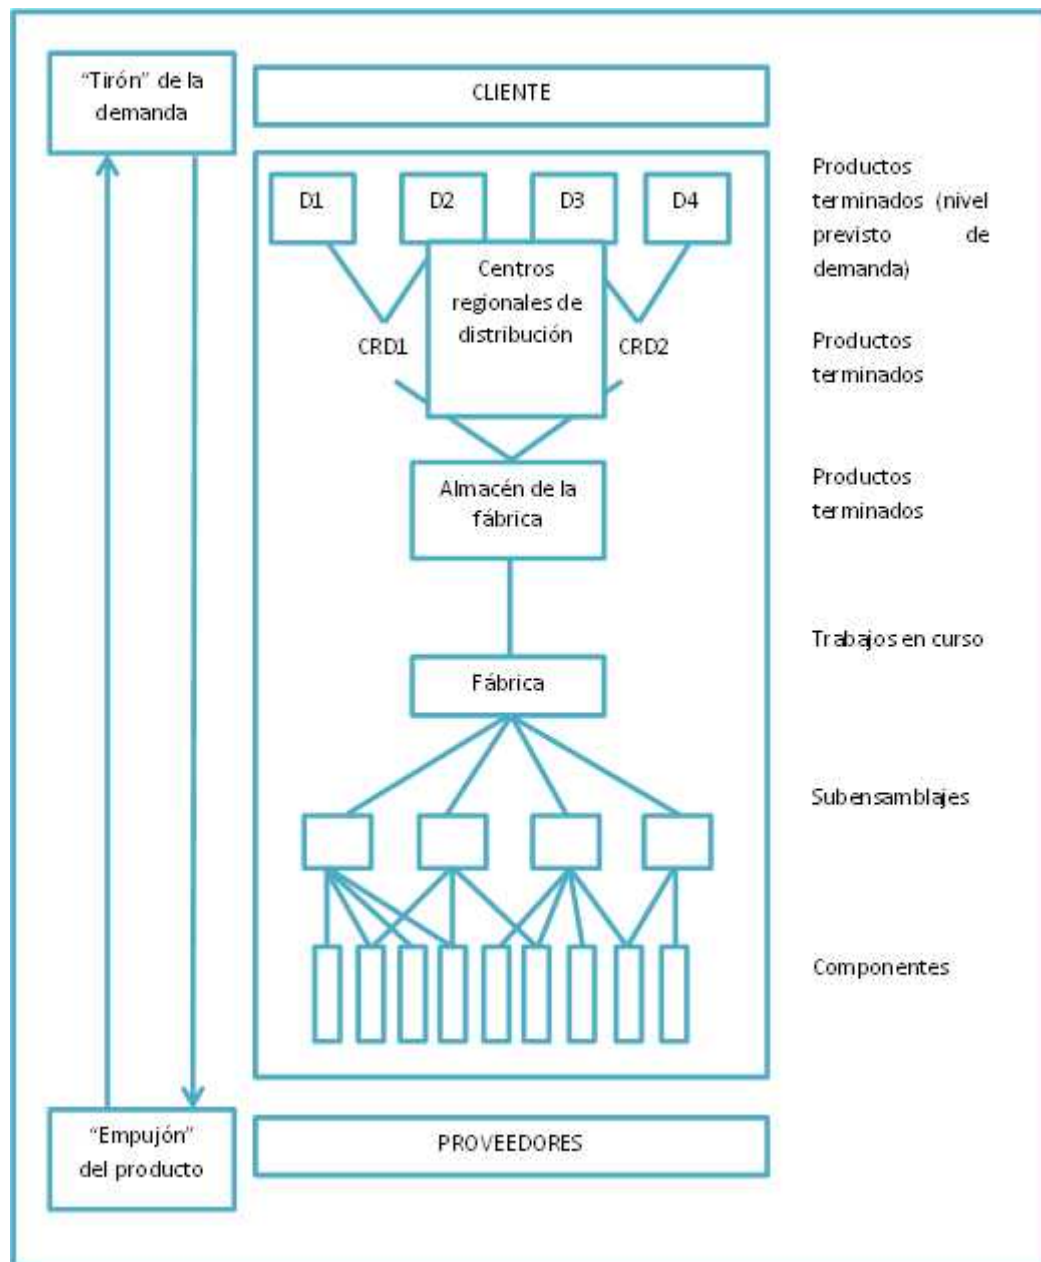 “Tirón” de la
demanda
CLIENTE
Productos
terminados (nivel
previsto de
demanda)
D1
D2
D3
D4
Centros
regionales de
distribución
CRD1
CRD2
Productos
terminados
Almacén de la
fábrica
Productos
terminados
Trabajos en curso
Fábrica
Subensamblajes
Componentes
“Empujón”
del producto
PROVEEDORES